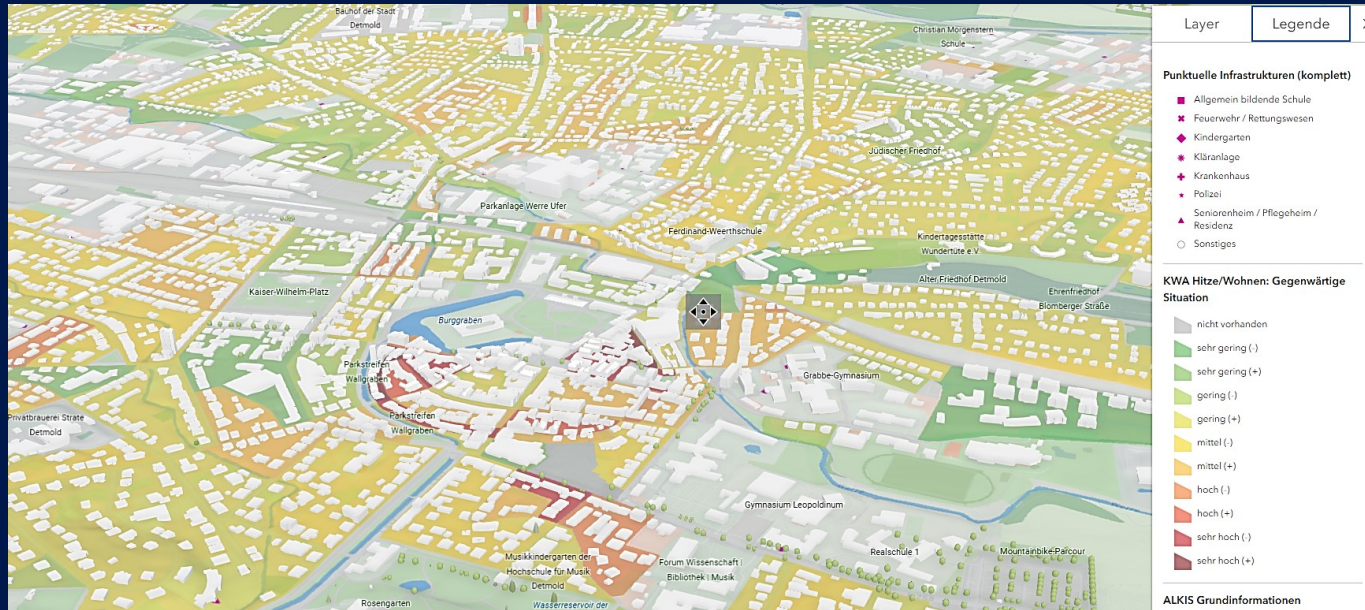 Bauhof der Stadt
Detmold
Christian Morgenstern
Schule
Jüdischer Friedhof
Parkanlage Werre Ufer
Ferdinand-Weerthschule
Kindertagesstätte
Wundertüte e.V.
Alter Friedhof Detmold
Ehrenfriedhof
Blomberger Straße
Kaiser-Wilhelm-Platz
Burggraben
Parkstreifen
Wallgraben
Grabbe-Gymnasium
Privatbrauerei Strate
Detmold
Parkstreifen
Wallgraben
Gymnasium Leopoldinum
Musikkindergarten der
Hochschule für Musik
Detmold
Forum Wissenschaft |
Bibliothek | Musik
Realschule 1
Mountainbike-Parcour
Rosengarten
Wasserreservoir der
Layer
Legende
Punktuelle Infrastrukturen (komplett)
Allgemein bildende Schule
Feuerwehr / Rettungswesen
Kindergarten
Kläranlage
Krankenhaus
Polizei
Seniorenheim / Pflegeheim /
Residenz
Sonstiges
KWA Hitze/Wohnen: Gegenwärtige
Situation
nicht vorhanden
sehr gering (-)
sehr gering (+)
gering (-)
gering (+)
mittel (-)
mittel (+)
hoch (-)
hoch (+)
sehr hoch (-)
sehr hoch (+)
ALKIS Grundinformationen